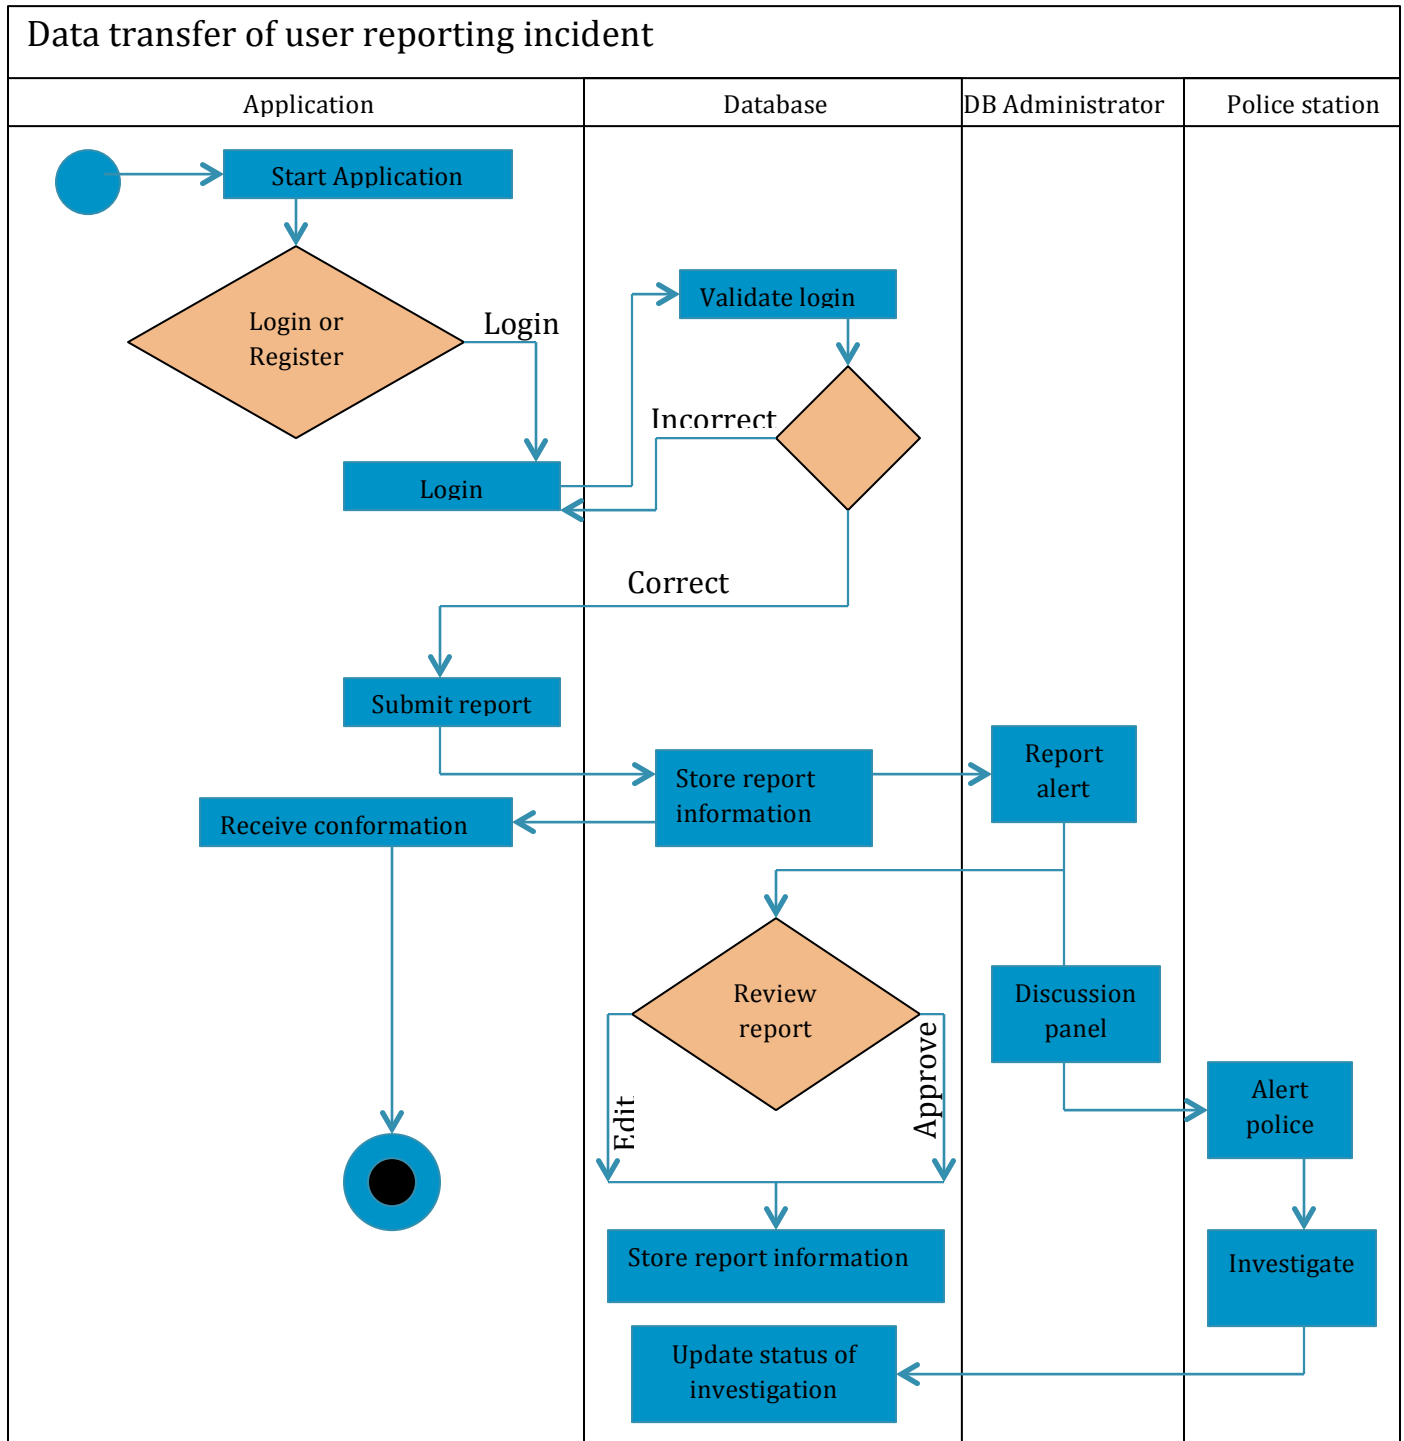 Data transfer of user reporting incident
Application
Database
DB Administrator
Police station
Start Application
Login or
Register
Login
Validate login
Incorrect
Login
Correct
Submit report
Store report
information
Report
alert
Receive conformation
Review
report
Discussion
panel
Edit
Approve
Alert
police
Store report information
Investigate
Update status of
investigation